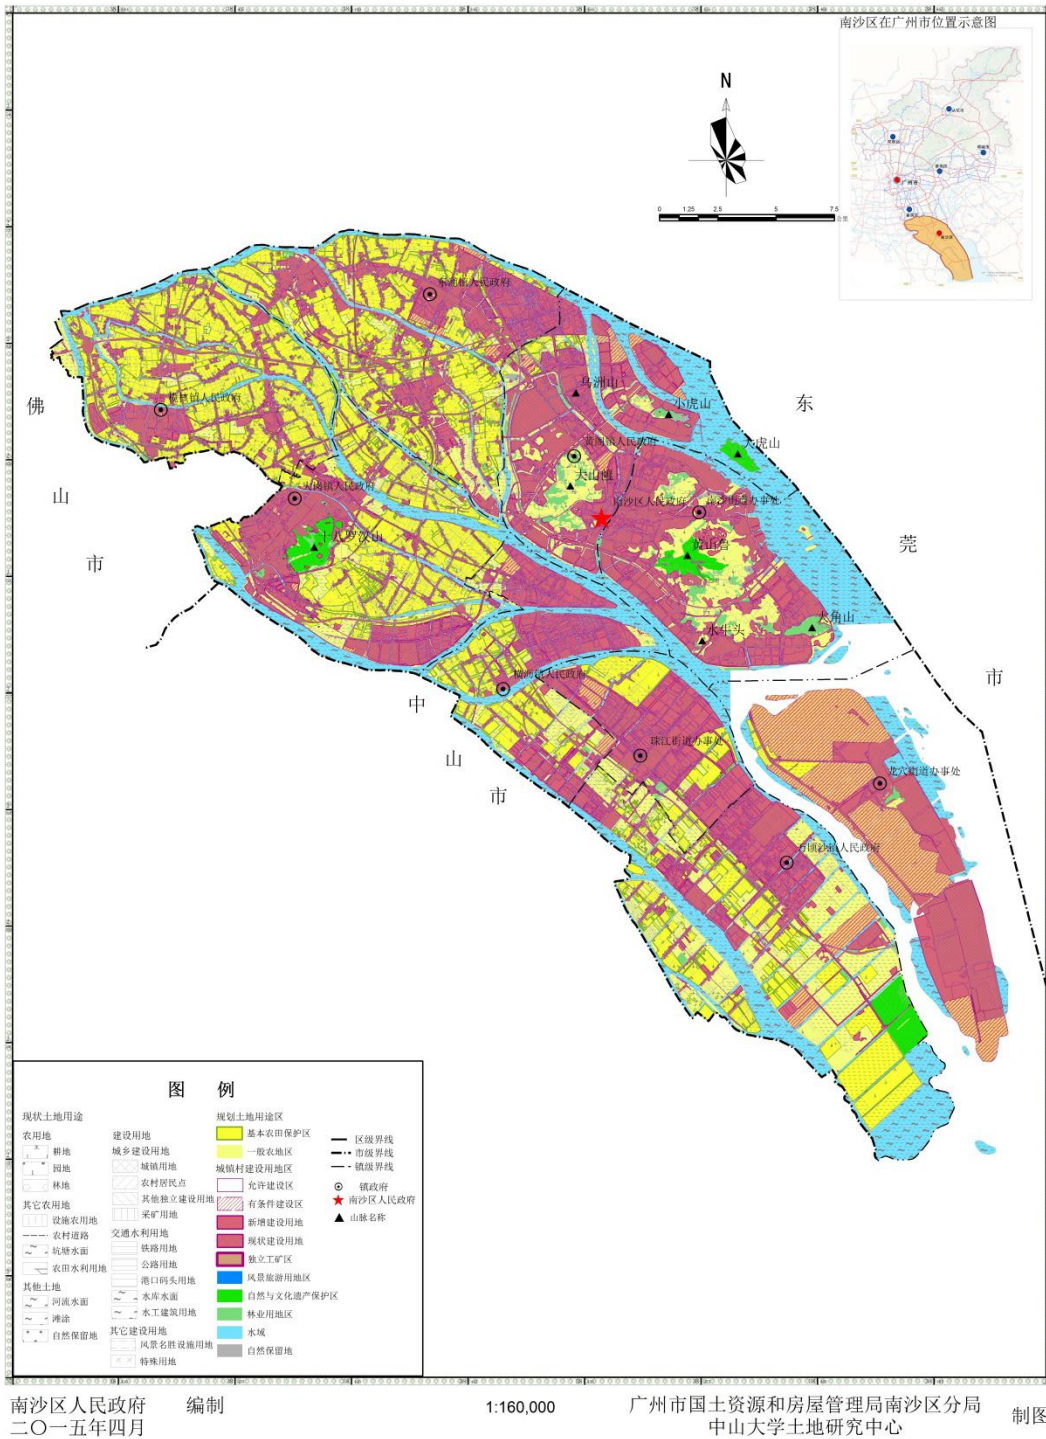 南沙区在广州市位置示意图
N
0 1.25 2.5 5 7.5
公里
东涌镇人民政府
榄核镇人民政府
乌洲山
小虎山
佛
东
大虎山
黄阁镇人民政府
大山乸
大岗镇人民政府
南沙区人民政府
南沙街道办事处
山
十八罗汉山
黄山鲁
莞
市
大角山
水牛头
市
横沥镇人民政府
中
珠江街道办事处
山
龙穴街道办事处
市
万顷沙镇人民政府
图 例
现状土地用途
农用地
耕地
园地
林地
其它农用地
设施农用地
农村道路
坑塘水面
农田水利用地
其他土地
河流水面
滩涂
自然保留地
建设用地
城乡建设用地
城镇用地
农村居民点
其他独立建设用地
采矿用地
交通水利用地
铁路用地
公路用地
港口码头用地
水库水面
水工建筑用地
其它建设用地
风景名胜设施用地
特殊用地
规划土地用途区
基本农田保护区
一般农地区
城镇村建设用地区
允许建设区
有条件建设区
新增建设用地
现状建设用地
独立工矿区
风景旅游用地区
自然与文化遗产保护区
林业用地区
水域
自然保留地
区级界线
市级界线
镇级界线
镇政府
南沙区人民政府
山脉名称
南沙区人民政府 编制
二〇一五年四月
1:160,000
广州市国土资源和房屋管理局南沙区分局
中山大学土地研究中心
制图